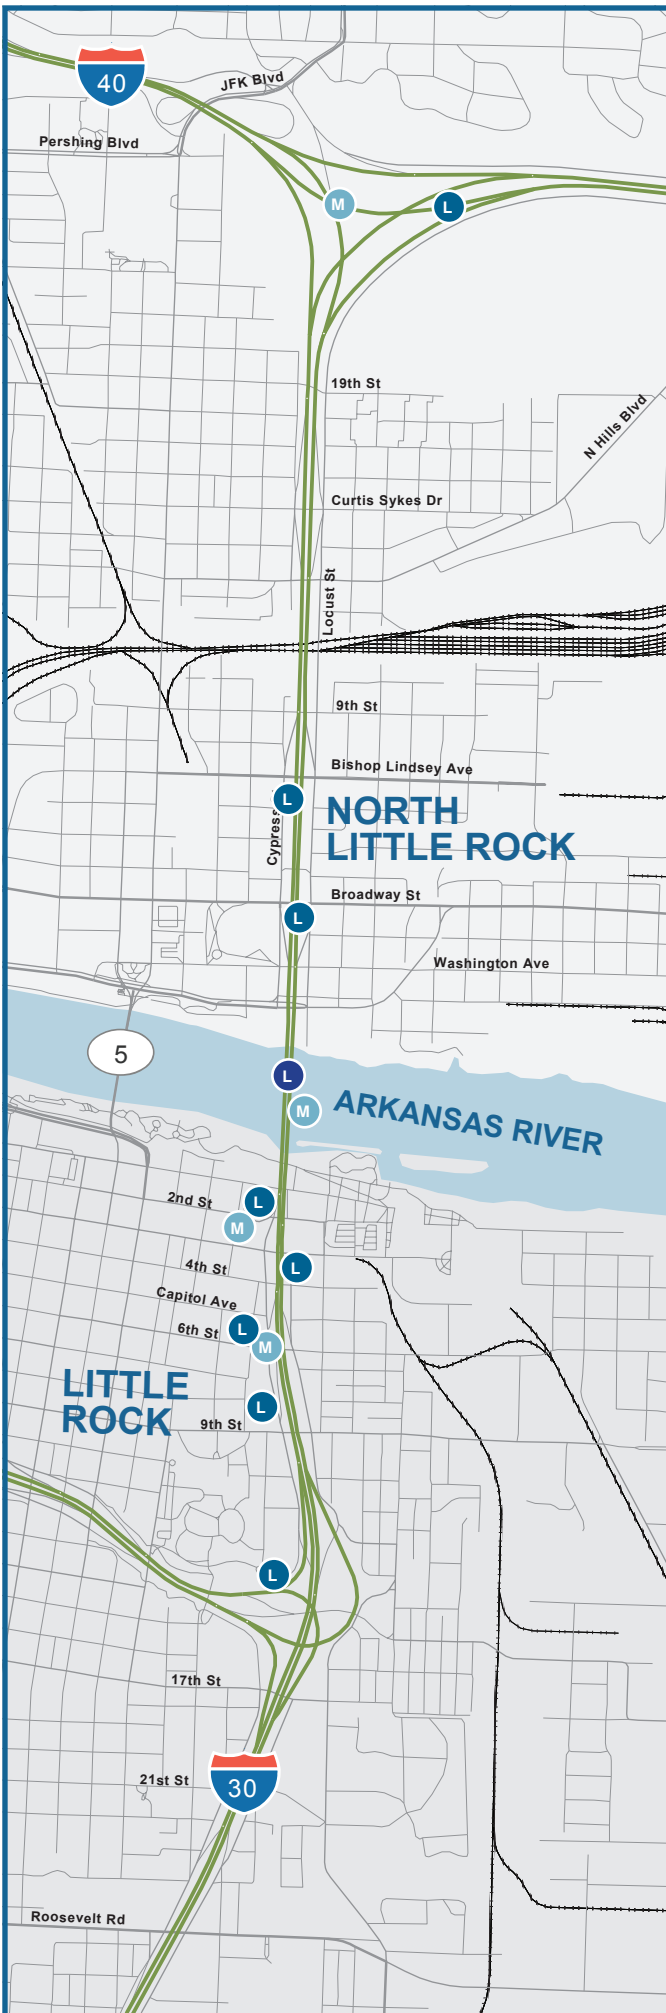 40
JFK Blvd
Pershing Blvd
M
L
19th St
N Hills Blvd
Curtis Sykes Dr
Locust St
9th St
Bishop Lindsey Ave
L
Cypress
NORTH
LITTLE ROCK
Broadway St
L
Washington Ave
5
L
M
ARKANSAS RIVER
2nd St
L
M
4th St
L
Capitol Ave
6th St
L
M
LITTLE
ROCK
L
9th St
L
17th St
21st St
30
Roosevelt Rd